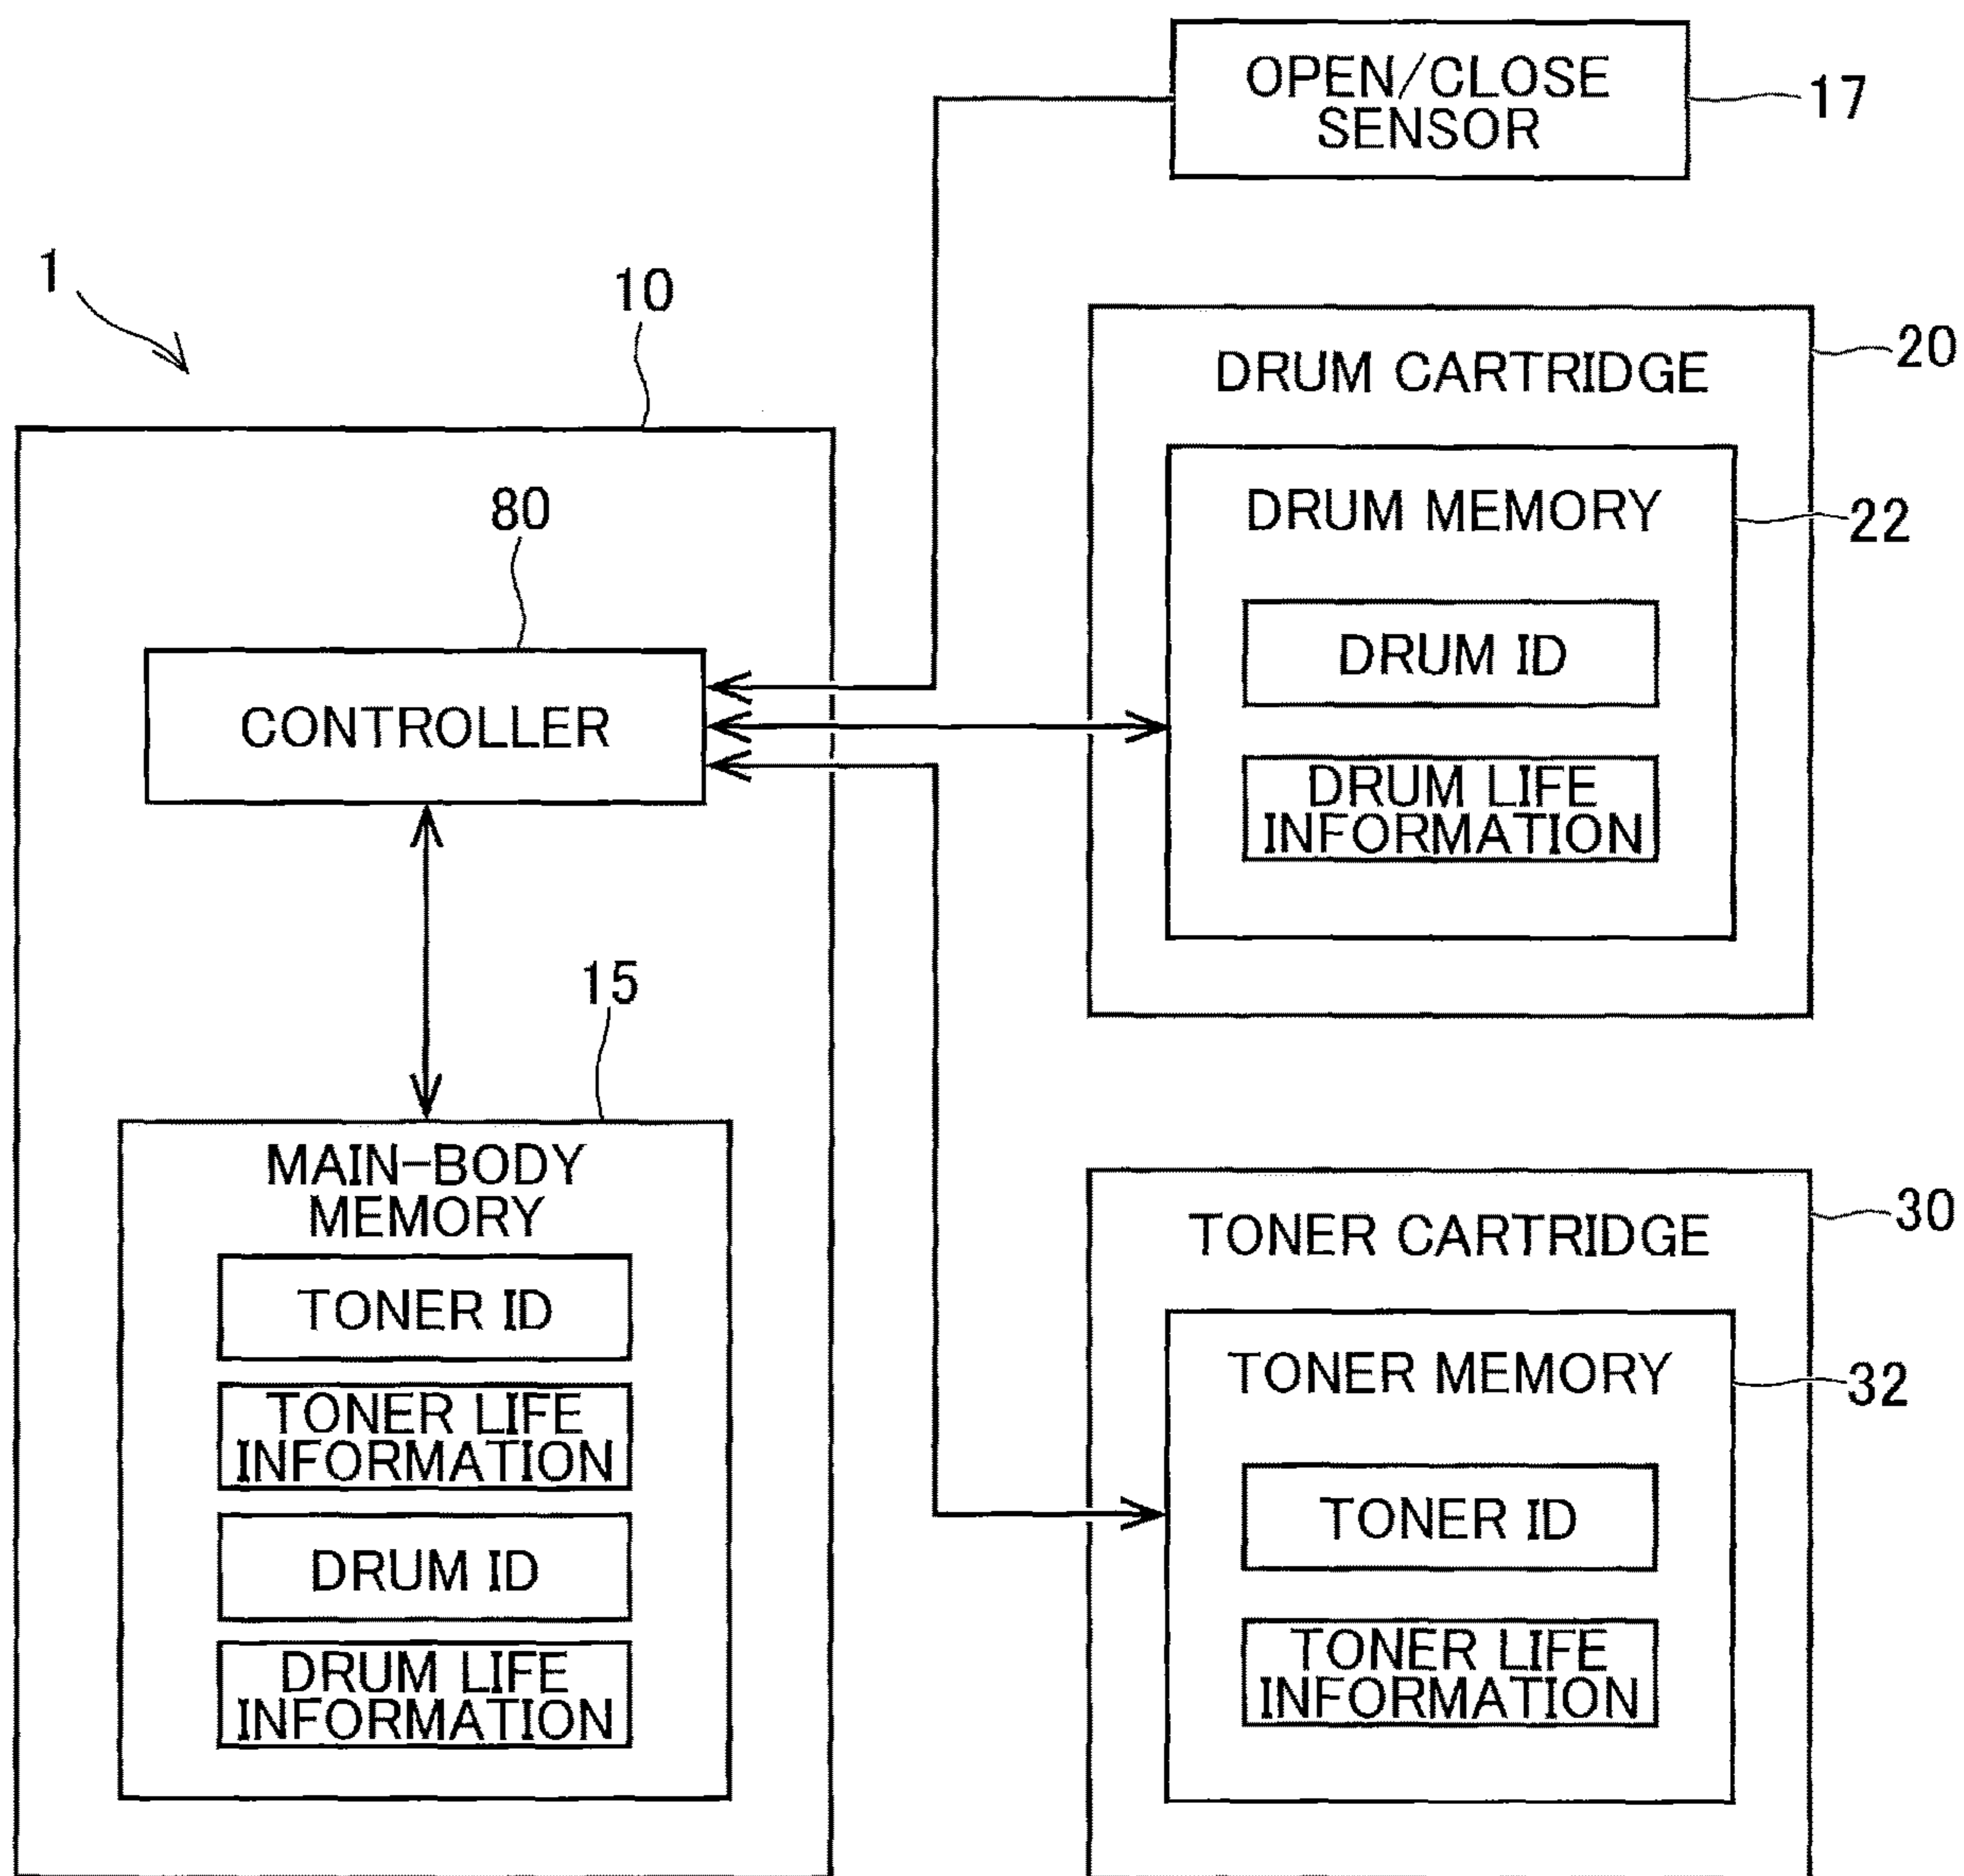 OPEN/CLOSE
SENSOR
17
1
10
DRUM CARTRIDGE
20
DRUM MEMORY
22
80
DRUM ID
CONTROLLER
DRUM LIFE
INFORMATION
15
MAIN-BODY
MEMORY
TONER CARTRIDGE
30
TONER ID
TONER MEMORY
32
TONER LIFE
INFORMATION
TONER ID
DRUM ID
TONER LIFE
INFORMATION
DRUM LIFE
INFORMATION